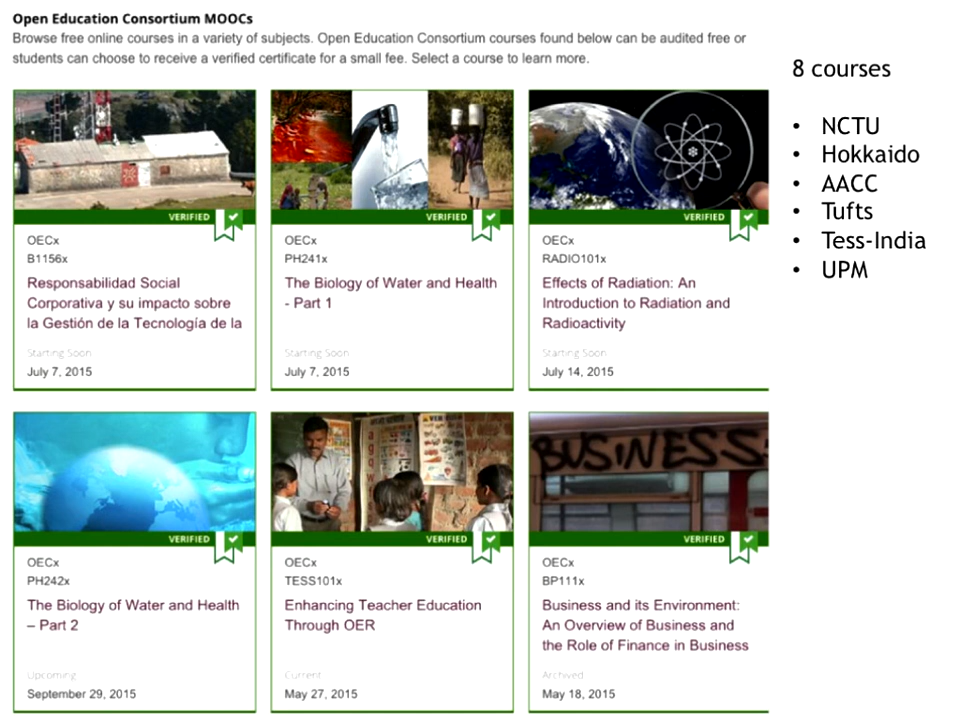 Open Education Consortium MOOCs
Browse free online courses in a variety of subjects. Open Education Consortium courses found below can be audited free or
students can choose to receive a verified certificate for a small fee. Select a course to learn more.
8 courses
• NCTU
• Hokkaido
• AACC
• Tufts
• Tess-India
• UPM
VERIFIED
OECx
B1156x
Responsabilidad Social
Corporativa y su impacto sobre
la Gestión de la Tecnología de la
Starting Soon
July 7, 2015
VERIFIED
OECx
PH241x
The Biology of Water and Health
- Part 1
Starting Soon
July 7, 2015
VERIFIED
OECx
RADIO101x
Effects of Radiation: An
Introduction to Radiation and
Radioactivity
Starting Soon
July 14, 2015
VERIFIED
OECx
PH242x
The Biology of Water and Health
– Part 2
Upcoming
September 29, 2015
VERIFIED
OECx
TESS101x
Enhancing Teacher Education
Through OER
Current
May 27, 2015
BUSINESS
VERIFIED
OECx
BP111x
Business and its Environment:
An Overview of Business and
the Role of Finance in Business
Archived
May 18, 2015